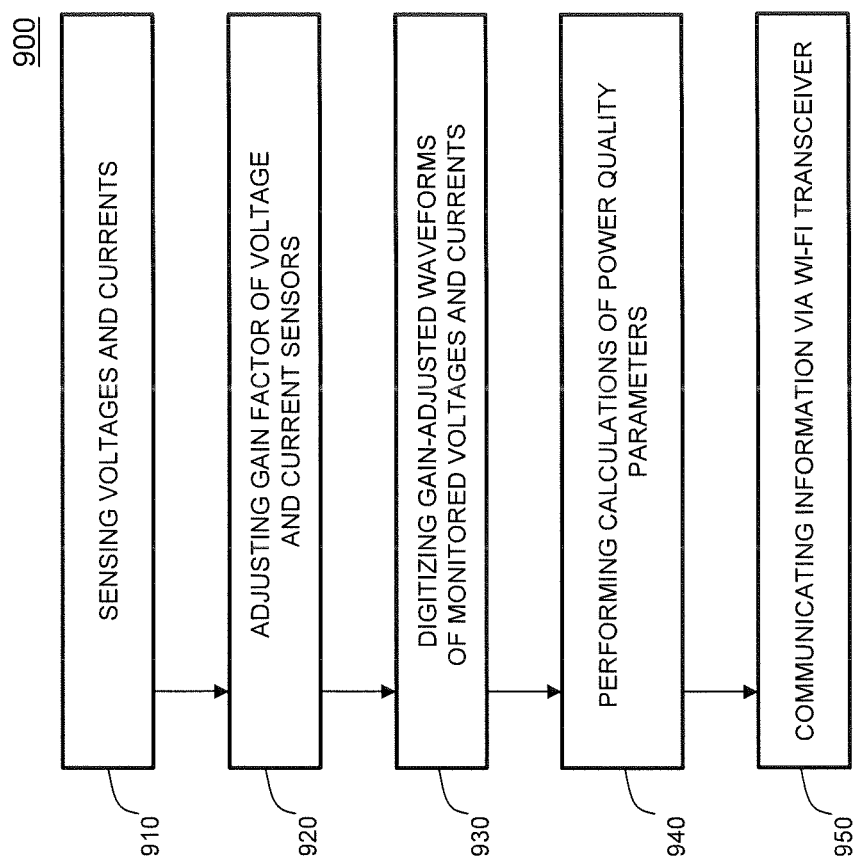 900
SENSING VOLTAGES AND CURRENTS
910
ADJUSTING GAIN FACTOR OF VOLTAGE
AND CURRENT SENSORS
920
DIGITIZING GAIN-ADJUSTED WAVEFORMS
OF MONITORED VOLTAGES AND CURRENTS
930
PERFORMING CALCULATIONS OF POWER QUALITY
PARAMETERS
940
COMMUNICATING INFORMATION VIA WI-FI TRANSCEIVER
950